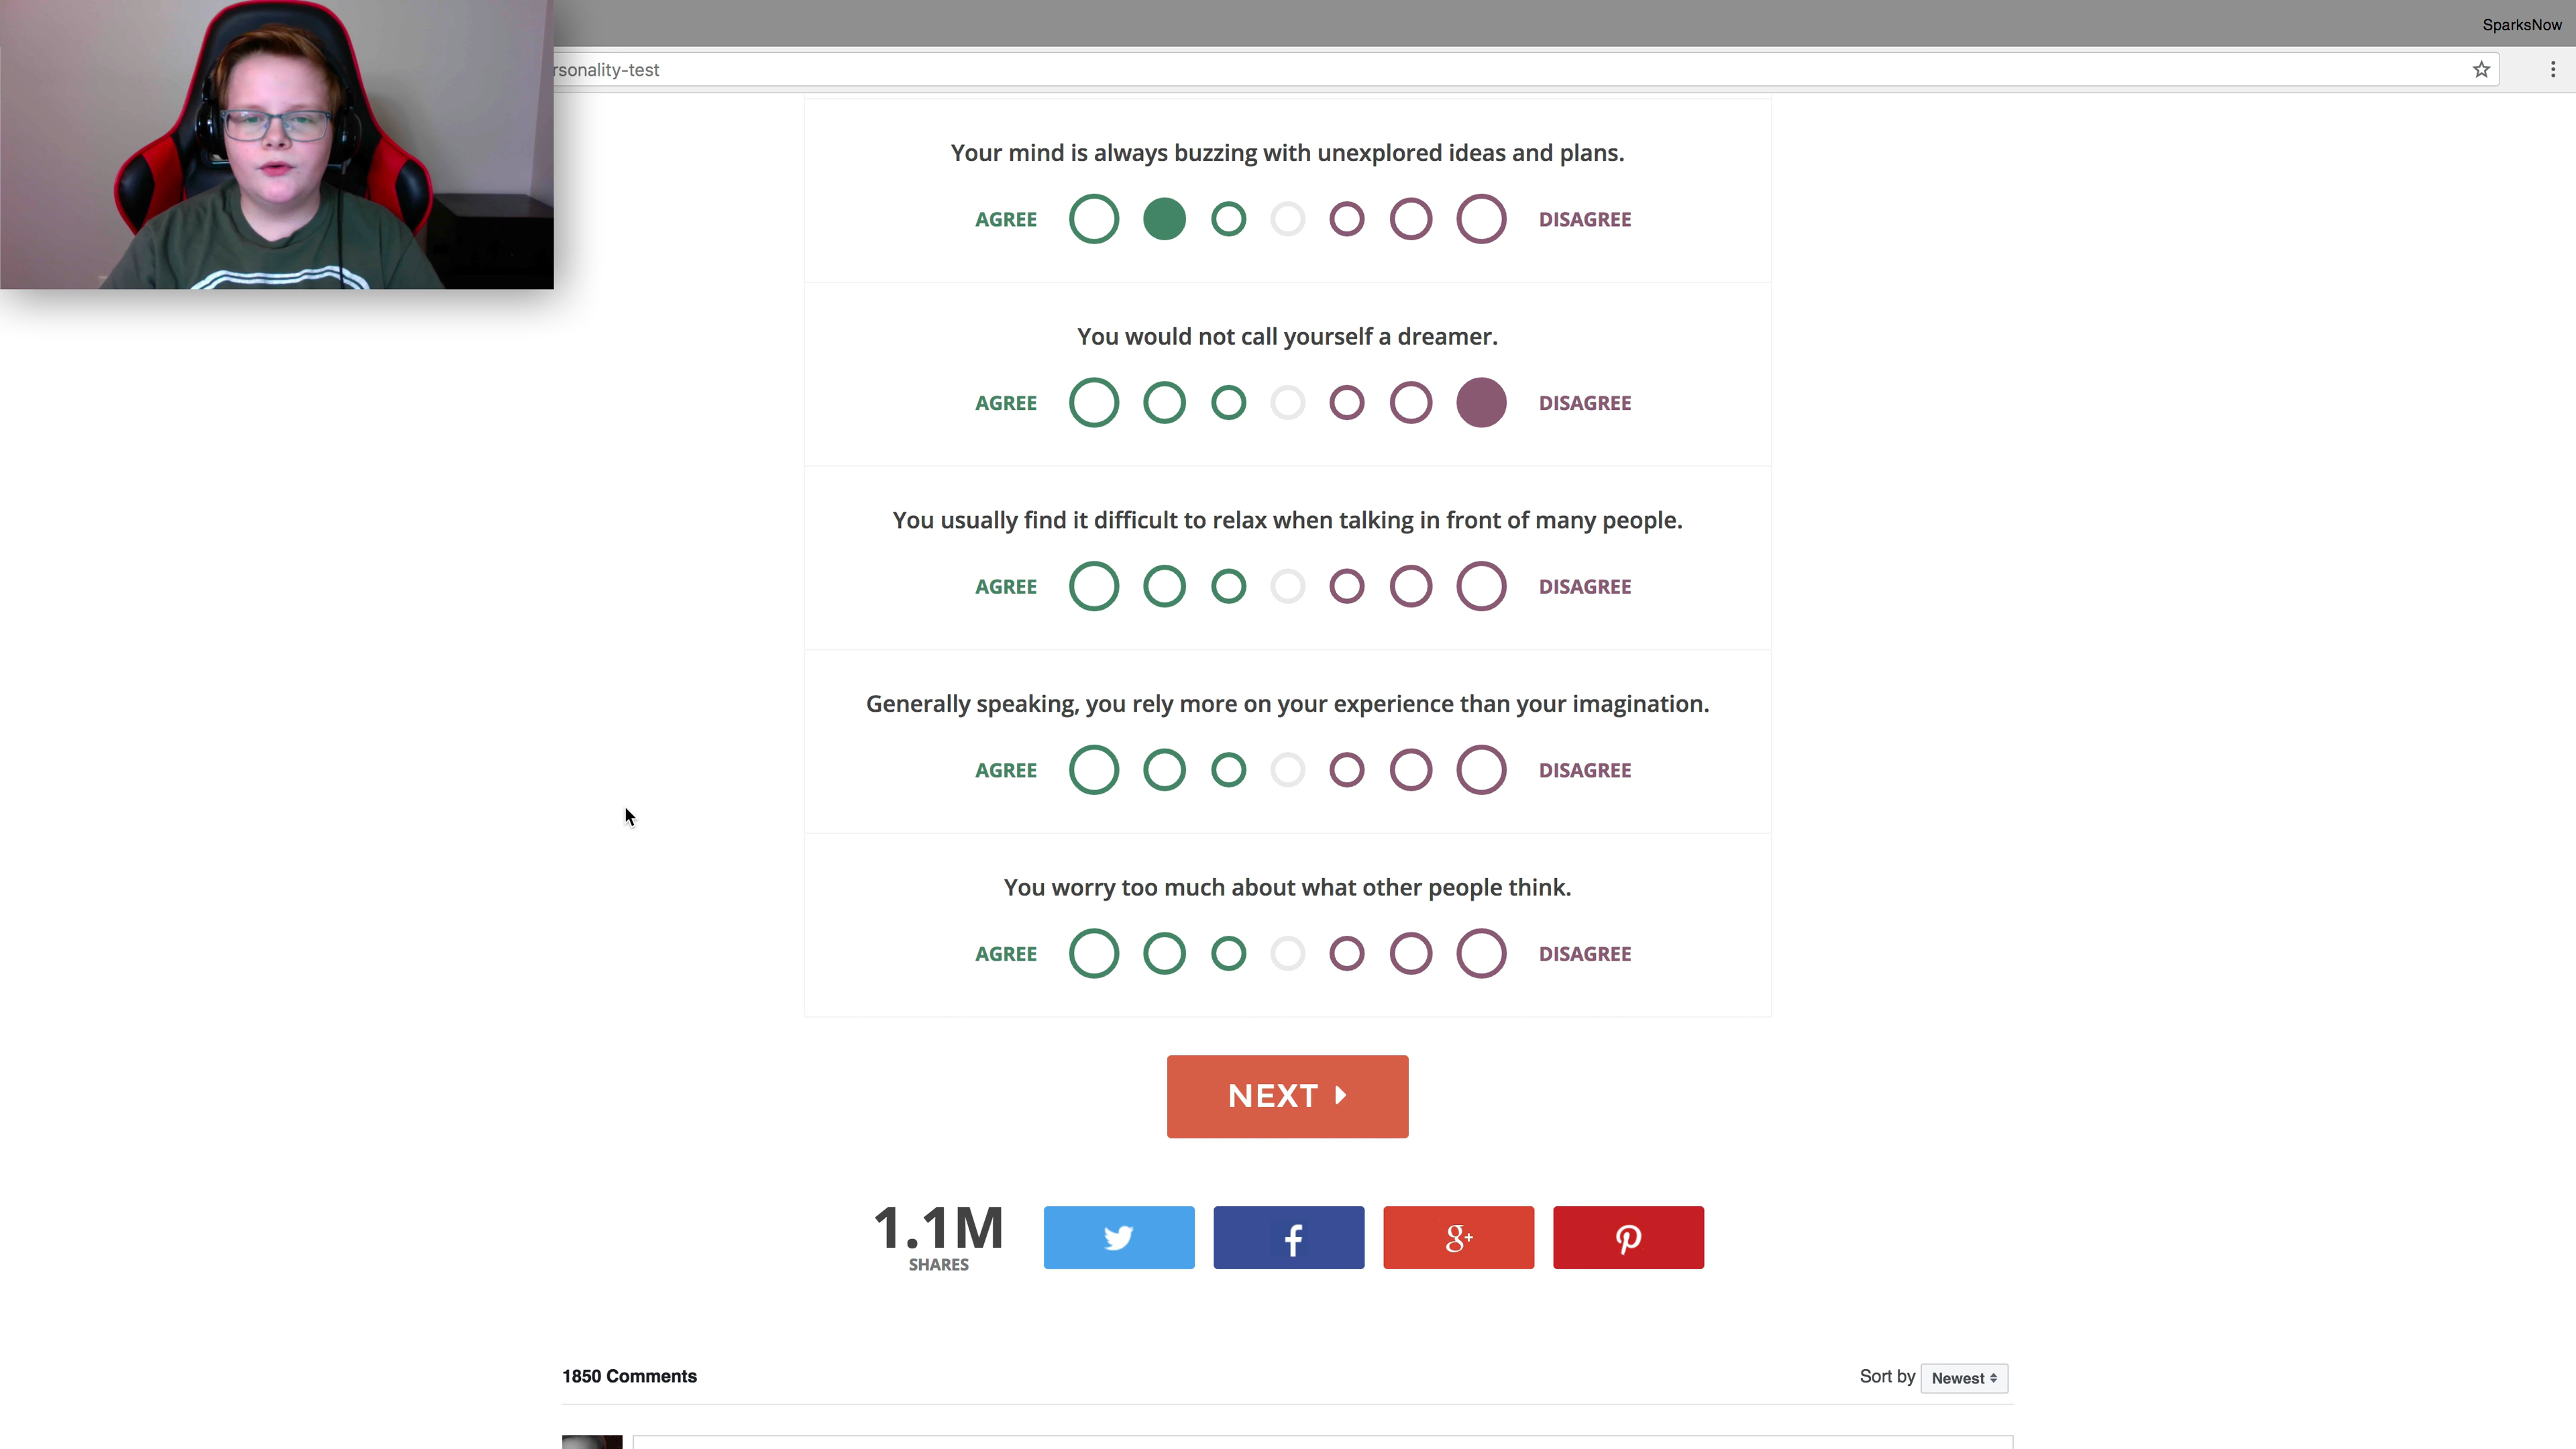 SparksNow
rsonality-test
Your mind is always buzzing with unexplored ideas and plans.
AGREE DISAGREE
You would not call yourself a dreamer.
AGREE DISAGREE
You usually find it difficult to relax when talking in front of many people.
AGREE DISAGREE
Generally speaking, you rely more on your experience than your imagination.
AGREE DISAGREE
You worry too much about what other people think.
AGREE DISAGREE
NEXT
1.1M
SHARES
1850 Comments
Sort by Newest